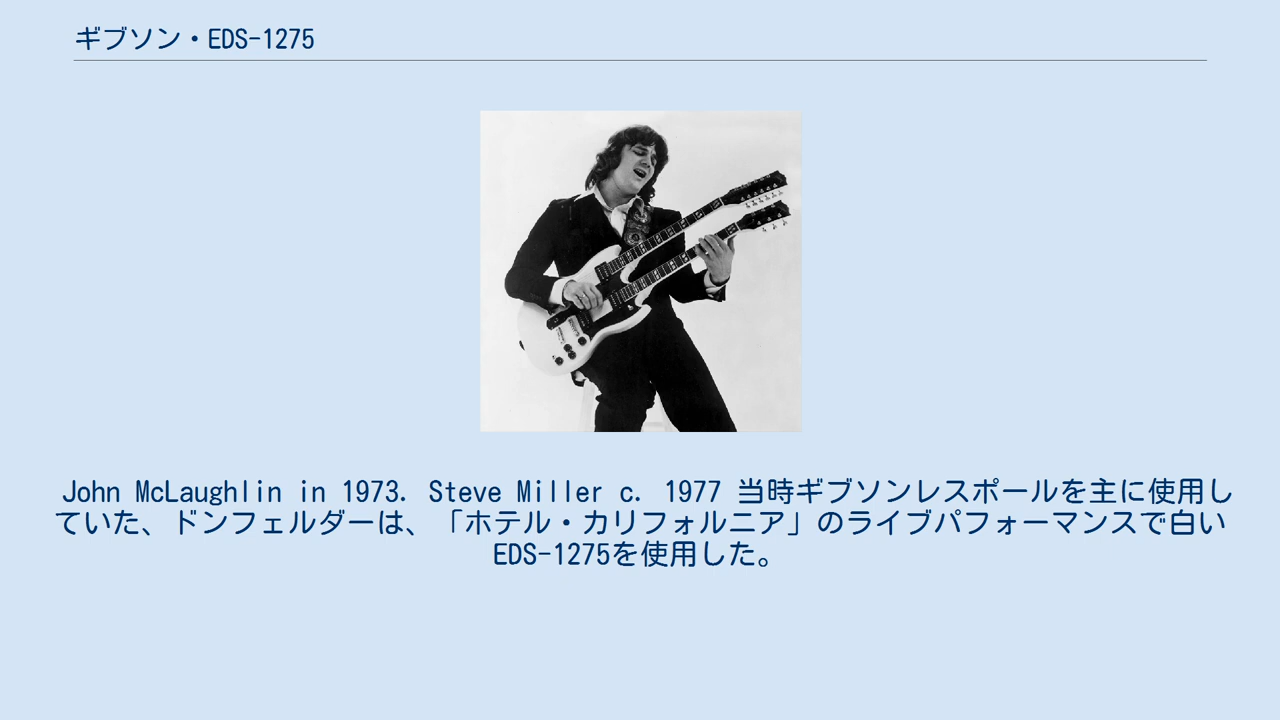 ギブソン・EDS-1275
John McLaughlin in 1973. Steve Miller c. 1977 当時ギブソンレスポールを主に使用し
ていた、ドンフェルダーは、「ホテル・カリフォルニア」のライブパフォーマンスで白い
EDS-1275を使用した。